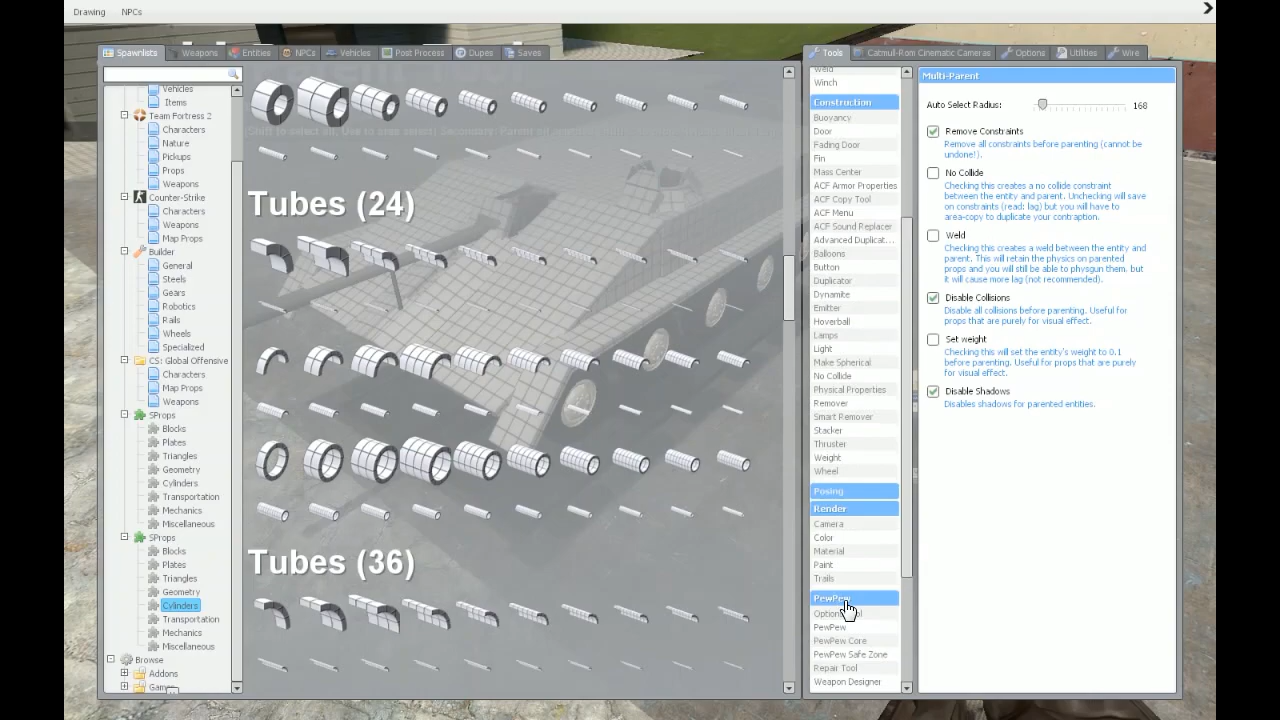 Drawing NPCs
Spawnlists Weapons Entities NPCs Vehicles Post Process Dupes Saves
Vehicles
Items
Team Fortress 2
Characters
Nature
Pickups
Props
Weapons
Counter-Strike
Characters
Weapons
Map Props
Builder
General
Steels
Gears
Robotics
Rails
Wheels
Specialized
CS: Global Offensive
Characters
Map Props
Weapons
SProps
Blocks
Plates
Triangles
Geometry
Cylinders
Transportation
Mechanics
Miscellaneous
SProps
Blocks
Plates
Triangles
Geometry
Cylinders
Transportation
Mechanics
Miscellaneous
Browse
Addons
Tubes (24)
Tubes (36)
Tools Catmull-Rom Cinematic Cameras Options Utilities Wire
Weld
Winch
Construction
Buoyancy
Door
Fading Door
Fin
Mass Center
ACF Armor Properties
ACF Copy Tool
ACF Menu
ACF Sound Replacer
Advanced Duplicat...
Balloons
Button
Duplicator
Dynamite
Emitter
Hoverball
Lamps
Light
Make Spherical
No Collide
Physical Properties
Remover
Smart Remover
Stacker
Thruster
Weight
Wheel
Posing
Render
Camera
Color
Material
Paint
Trails
PewPew
PewPew
PewPew Core
PewPew Safe Zone
Repair Tool
Weapon Designer
Multi-Parent
Auto Select Radius: 168
Remove Constraints
Remove all constraints before parenting (cannot be
undone!).
No Collide
Checking this creates a no collide constraint
between the entity and parent. Unchecking will save
on constraints (read: lag) but you will have to
area-copy to duplicate your contraption.
Weld
Checking this creates a weld between the entity and
parent. This will retain the physics on parented
props and you will still be able to physgun them, but
it will cause more lag (not recommended).
Disable Collisions
Disable all collisions before parenting. Useful for
props that are purely for visual effect.
Set weight
Checking this will set the entity's weight to 0.1
before parenting. Useful for props that are purely
for visual effect.
Disable Shadows
Disables shadows for parented entities.